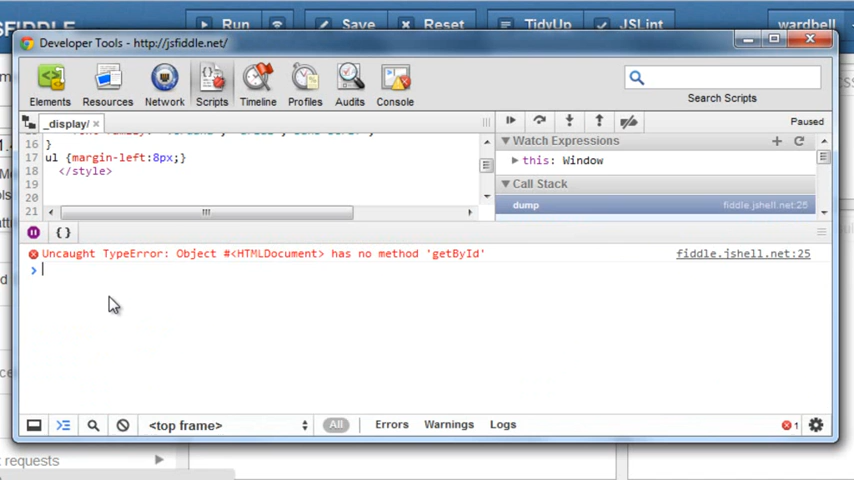 SFIDDLE Run Save Reset TidyUp JSLint wardbell
Developer Tools - http://jsfiddle.net/
Elements Resources Network Scripts Timeline Profiles Audits Console
Search Scripts
_display/ Paused
16 }
17 ul {margin-left:8px;}
18 </style>
19
20
21
Watch Expressions
this: Window
Call Stack
dump fiddle.jshell.net:25
{ }
Uncaught TypeError: Object #<HTMLDocument> has no method 'getById' fiddle.jshell.net:25
>
<top frame> All Errors Warnings Logs 1
t requests